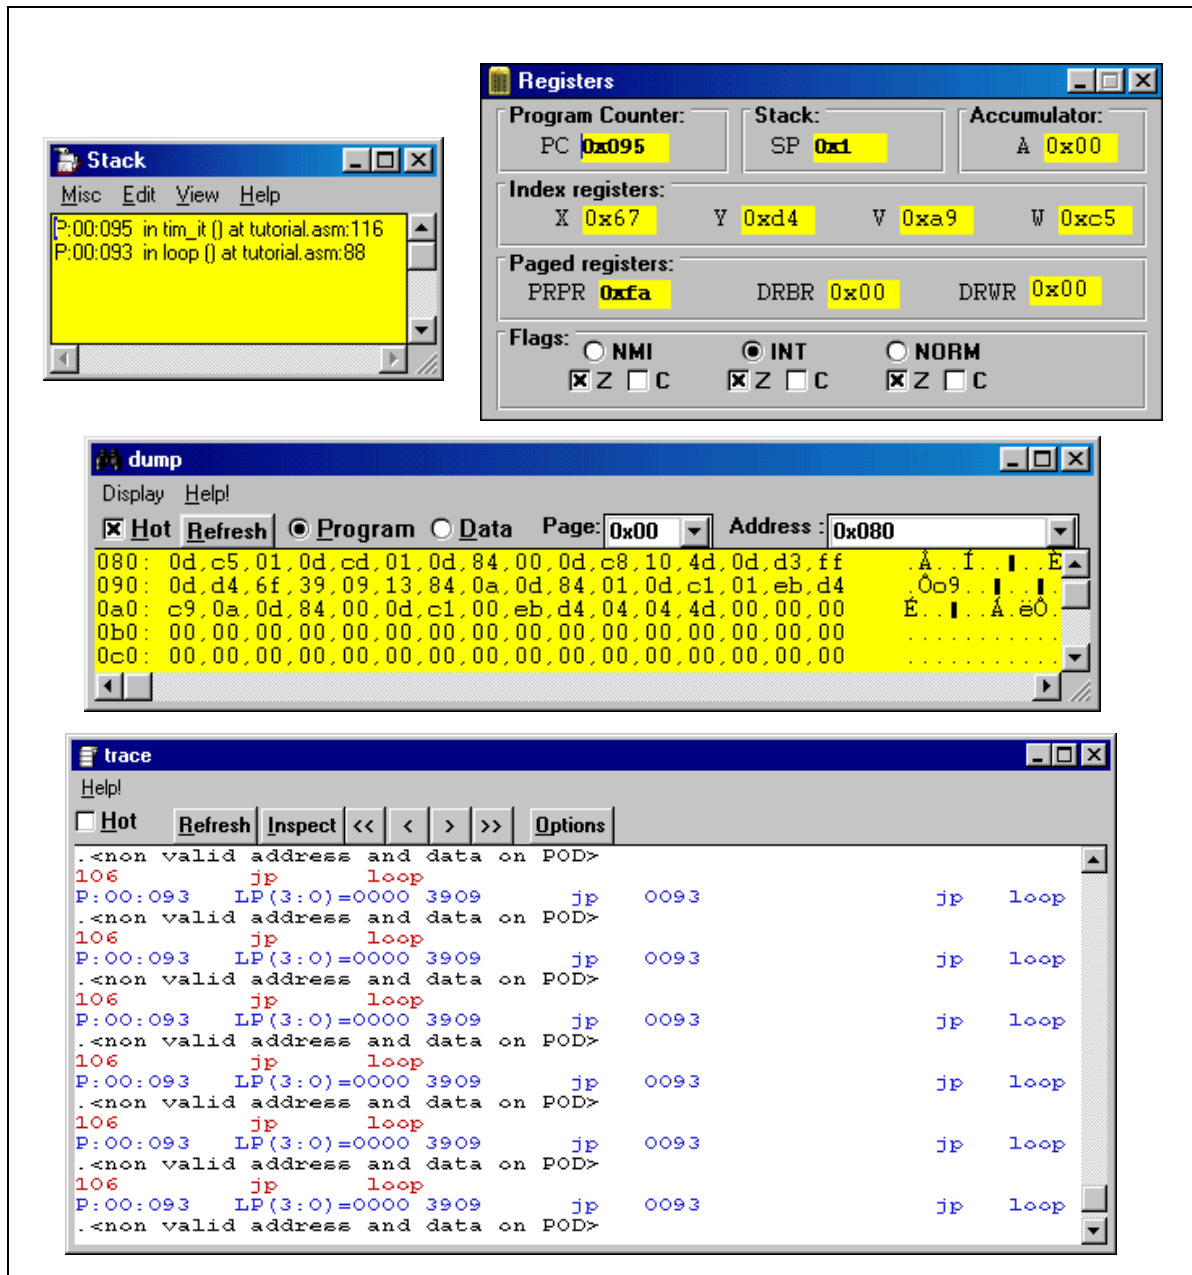 Registers
Program Counter: Stack: Accumulator:
PC 0x095 SP 0x1 A 0x00
Index registers:
X 0x67 Y 0xd4 V 0xa9 W 0xc5
Paged registers:
PRPR 0xfa DRBR 0x00 DRWR 0x00
Flags: NMI INT NORM
Z C Z C Z C
Stack
Misc Edit View Help
P:00:095 in tim_it () at tutorial.asm:116
P:00:093 in loop () at tutorial.asm:88
dump
Display Help!
Hot Refresh Program Data Page: 0x00 Address : 0x080
080: 0d,c5,01,0d,cd,01,0d,84,00,0d,c8,10,4d,0d,d3,ff .Å..Í..▮..È
090: 0d,d4,6f,39,09,13,84,0a,0d,84,01,0d,c1,01,eb,d4 .Ôo9..▮..▮.
0a0: c9,0a,0d,84,00,0d,c1,00,eb,d4,04,04,4d,00,00,00 É..▮..Á.ëÔ.
0b0: 00,00,00,00,00,00,00,00,00,00,00,00,00,00,00,00 ...........
0c0: 00,00,00,00,00,00,00,00,00,00,00,00,00,00,00,00 ...........
trace
Help!
Hot Refresh Inspect << < > >> Options
.<non valid address and data on POD>
106 jp loop
P:00:093 LP(3:0)=0000 3909 jp 0093 jp loop
.<non valid address and data on POD>
106 jp loop
P:00:093 LP(3:0)=0000 3909 jp 0093 jp loop
.<non valid address and data on POD>
106 jp loop
P:00:093 LP(3:0)=0000 3909 jp 0093 jp loop
.<non valid address and data on POD>
106 jp loop
P:00:093 LP(3:0)=0000 3909 jp 0093 jp loop
.<non valid address and data on POD>
106 jp loop
P:00:093 LP(3:0)=0000 3909 jp 0093 jp loop
.<non valid address and data on POD>
106 jp loop
P:00:093 LP(3:0)=0000 3909 jp 0093 jp loop
.<non valid address and data on POD>